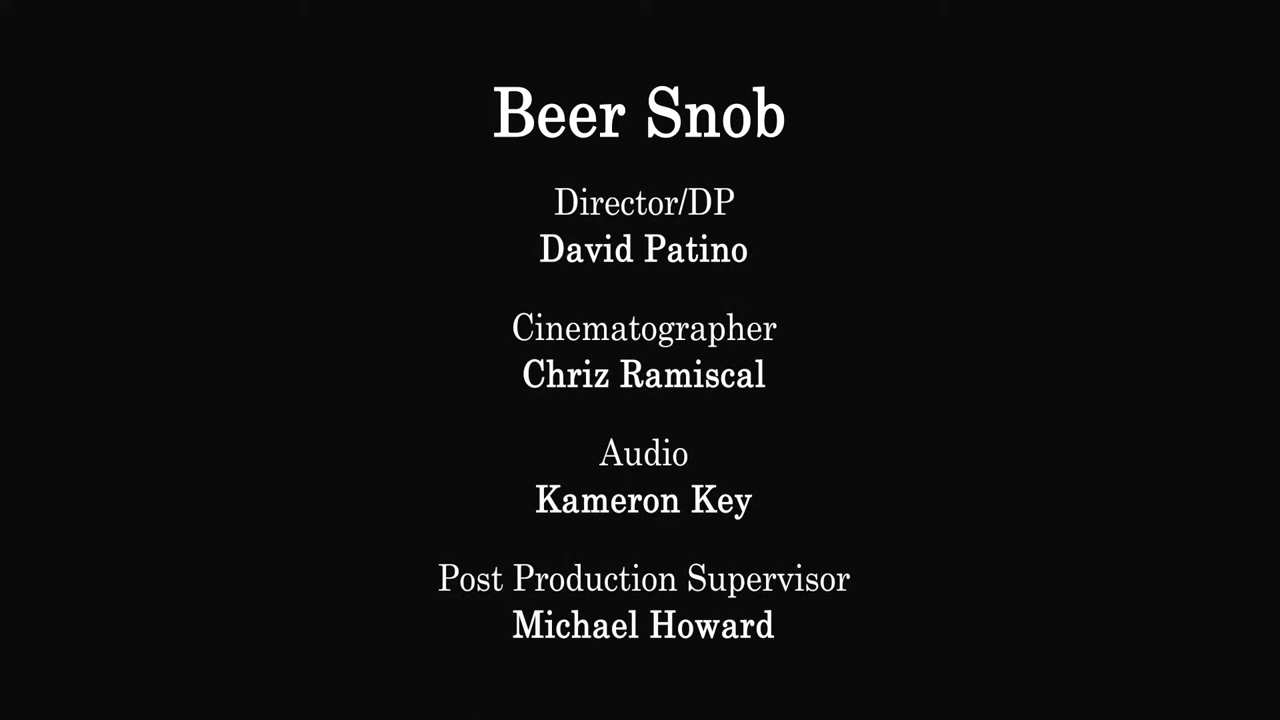 Beer Snob
Director/DP
David Patino
Cinematographer
Chriz Ramiscal
Audio
Kameron Key
Post Production Supervisor
Michael Howard